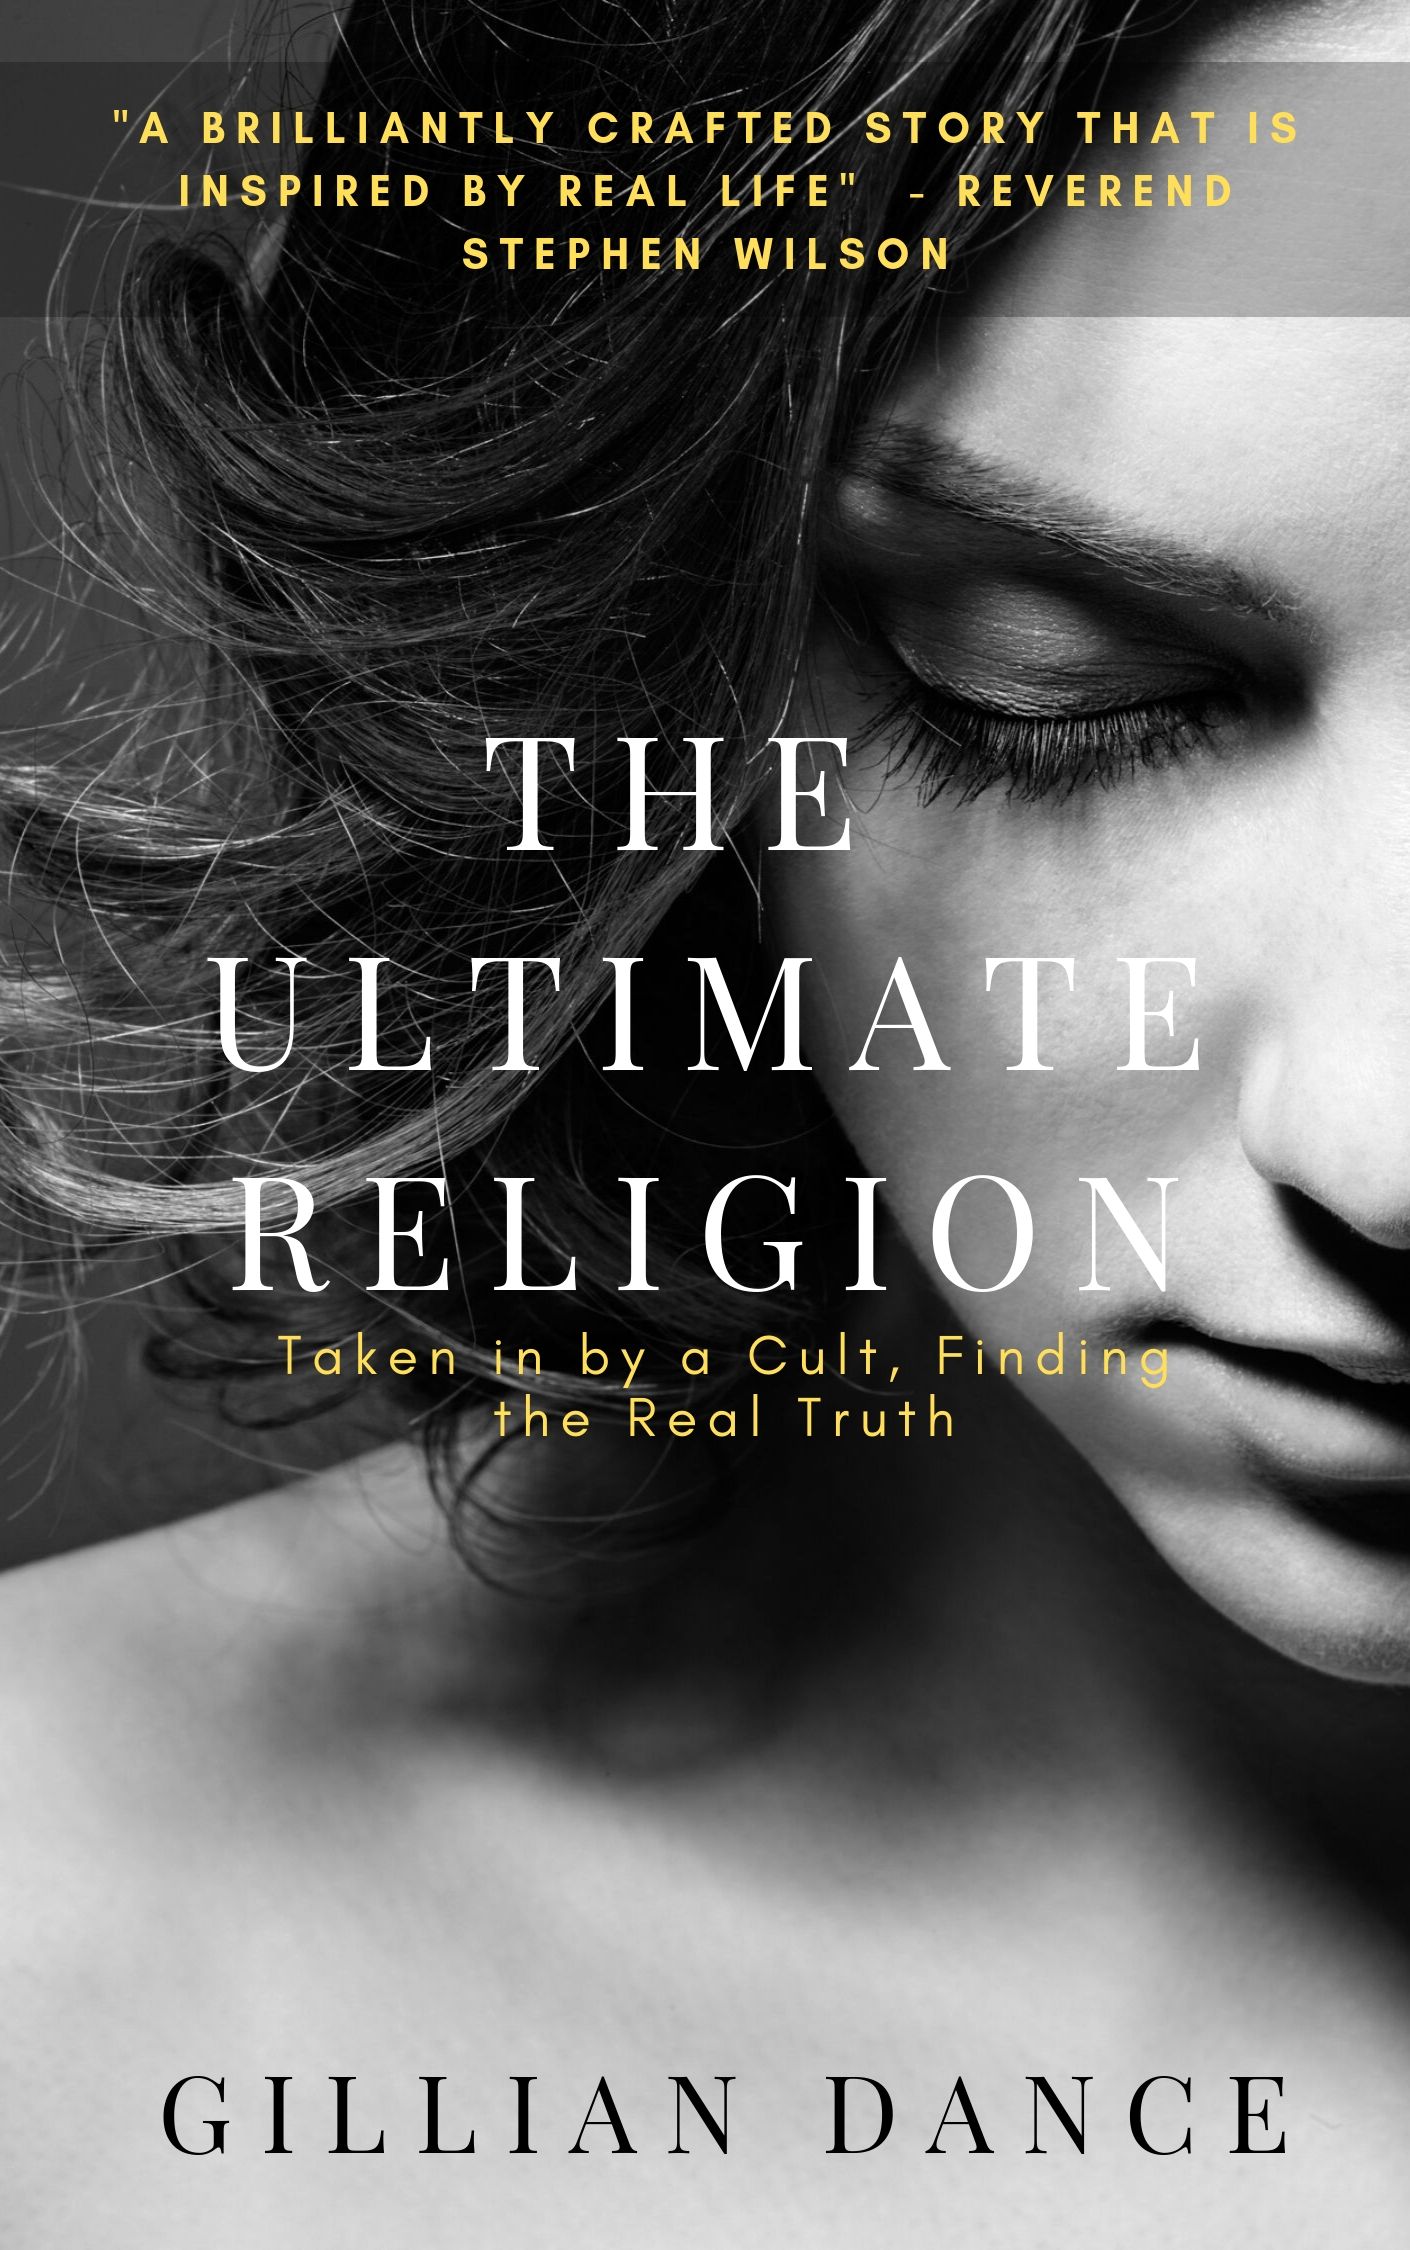 "A BRILLIANTLY CRAFTED STORY THAT IS
INSPIRED BY REAL LIFE" - REVEREND
STEPHEN WILSON
THE
ULTIMATE
RELIGION
Taken in by a Cult, Finding
the Real Truth
GILLIAN DANCE